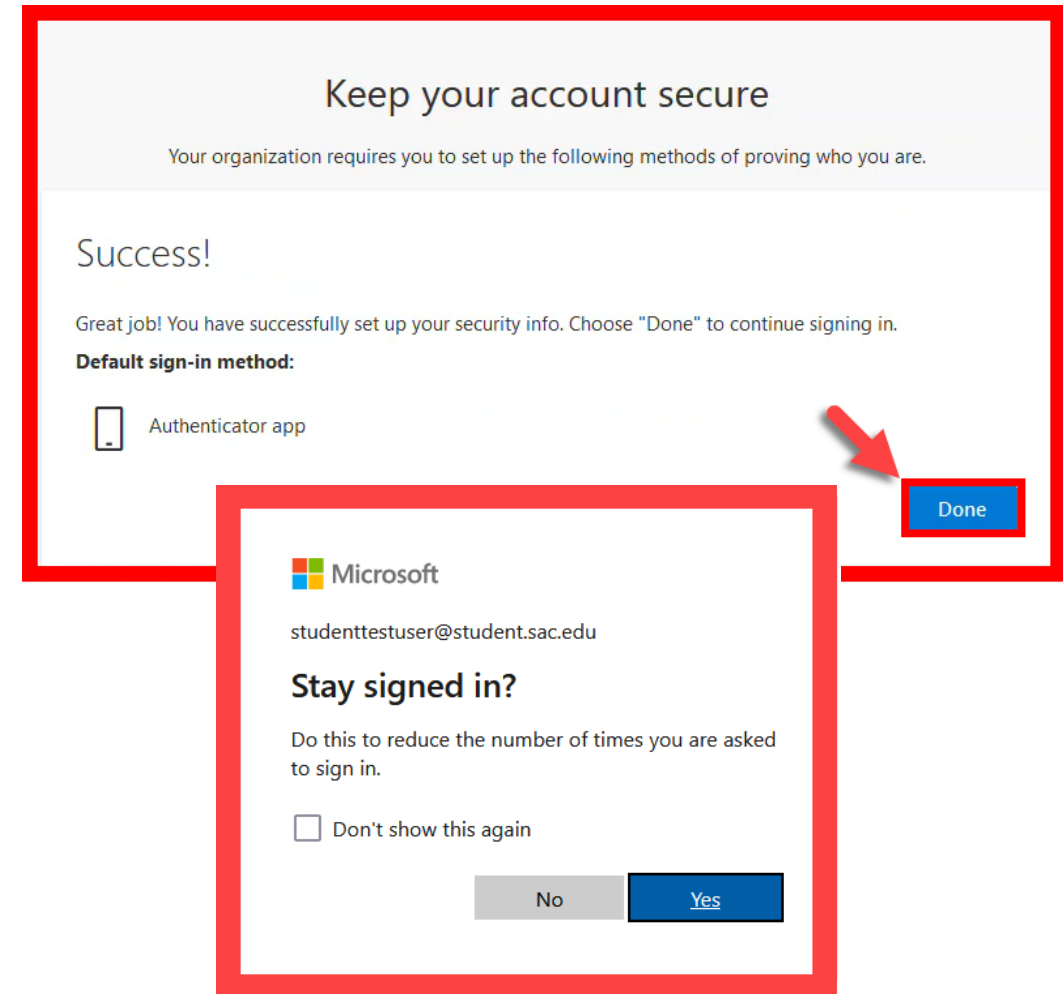 Keep your account secure
Your organization requires you to set up the following methods of proving who you are.
Success!
Great job! You have successfully set up your security info. Choose "Done" to continue signing in.
Default sign-in method:
Authenticator app
Done
Microsoft
studenttestuser@student.sac.edu
Stay signed in?
Do this to reduce the number of times you are asked
to sign in.
Don't show this again
No
Yes